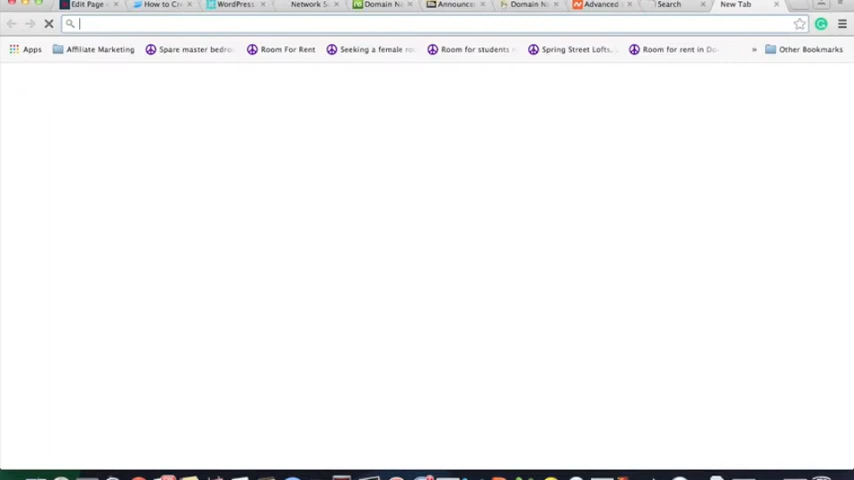 Edit Page How to Cr WordPress Network S Domain Na Announce Domain N Advanced Search New Tab
Apps Affiliate Marketing Spare master bedro Room For Rent Seeking a female ro Room for students Spring Street Lofts, Room for rent in Do Other Bookmarks